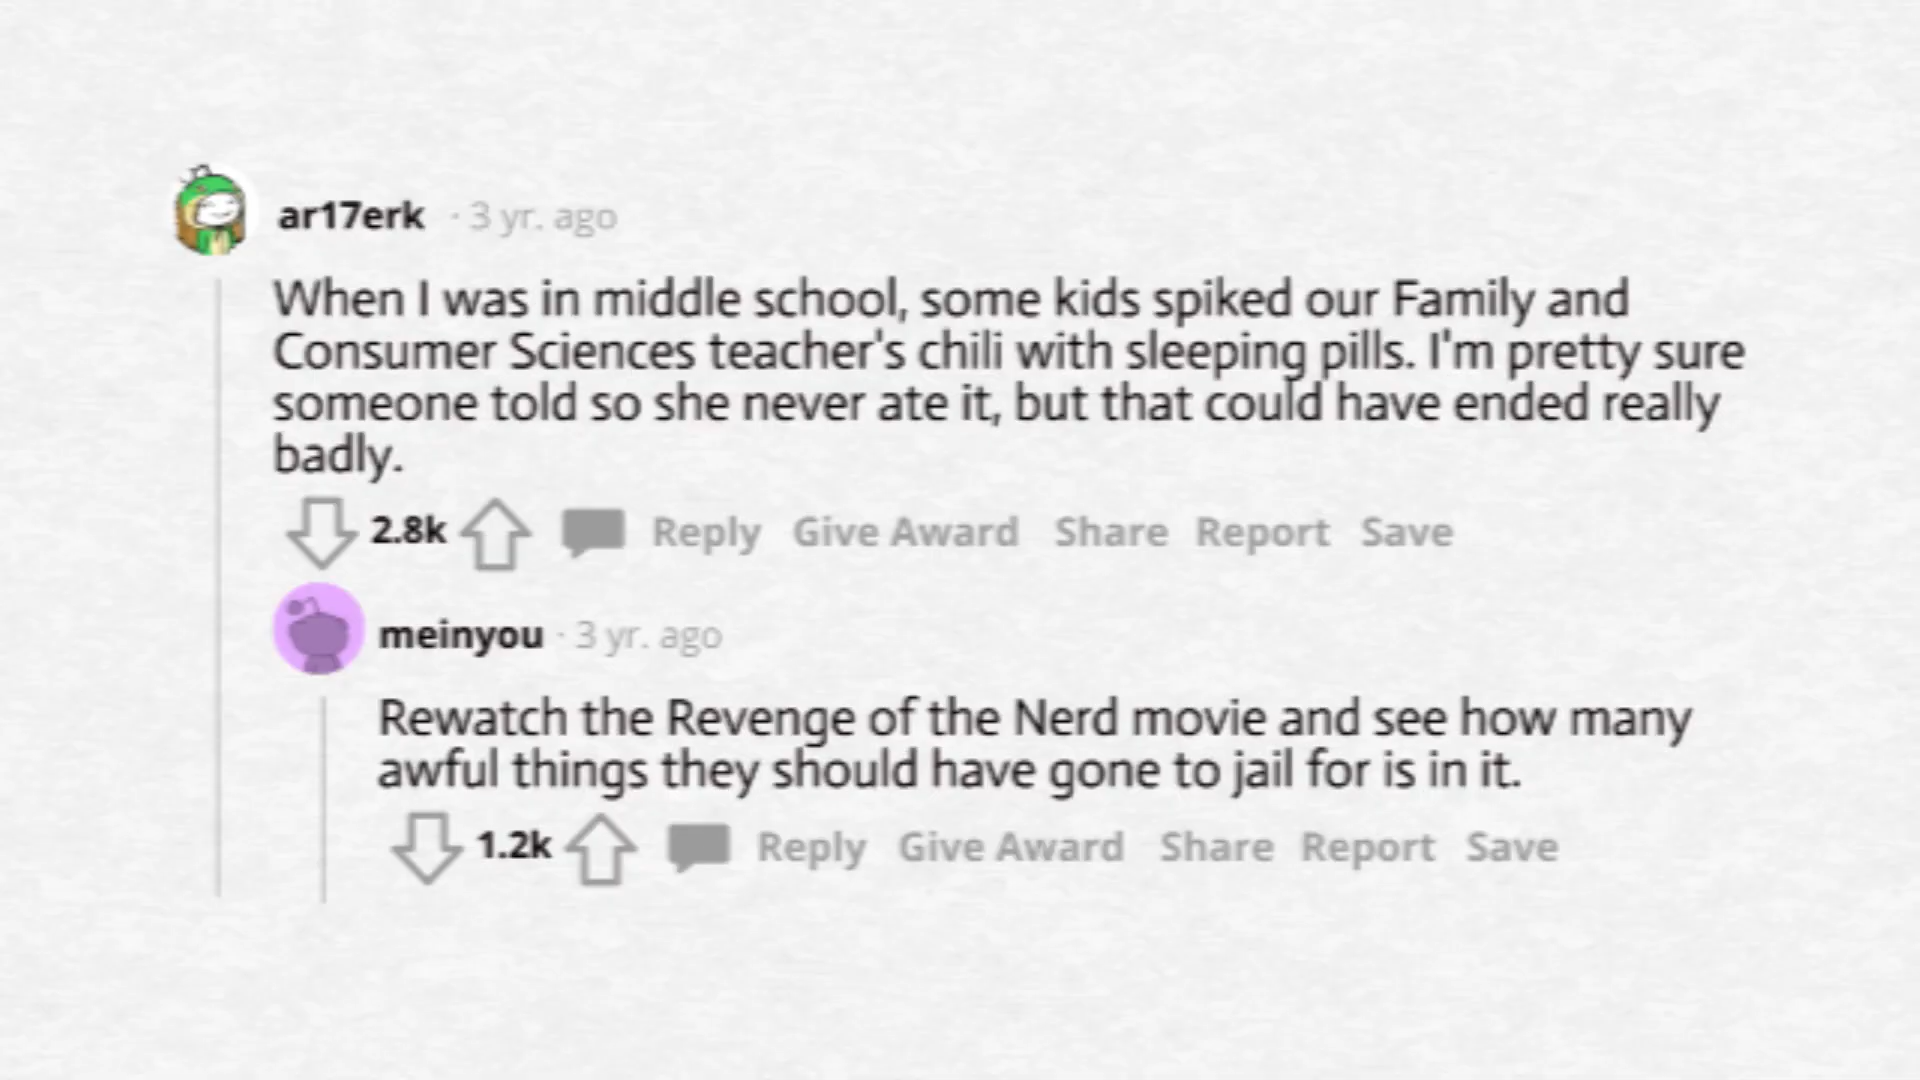 ar17erk · 3 yr. ago
When I was in middle school, some kids spiked our Family and
Consumer Sciences teacher's chili with sleeping pills. I'm pretty sure
someone told so she never ate it, but that could have ended really
badly.
2.8k Reply Give Award Share Report Save
meinyou · 3 yr. ago
Rewatch the Revenge of the Nerd movie and see how many
awful things they should have gone to jail for is in it.
1.2k Reply Give Award Share Report Save